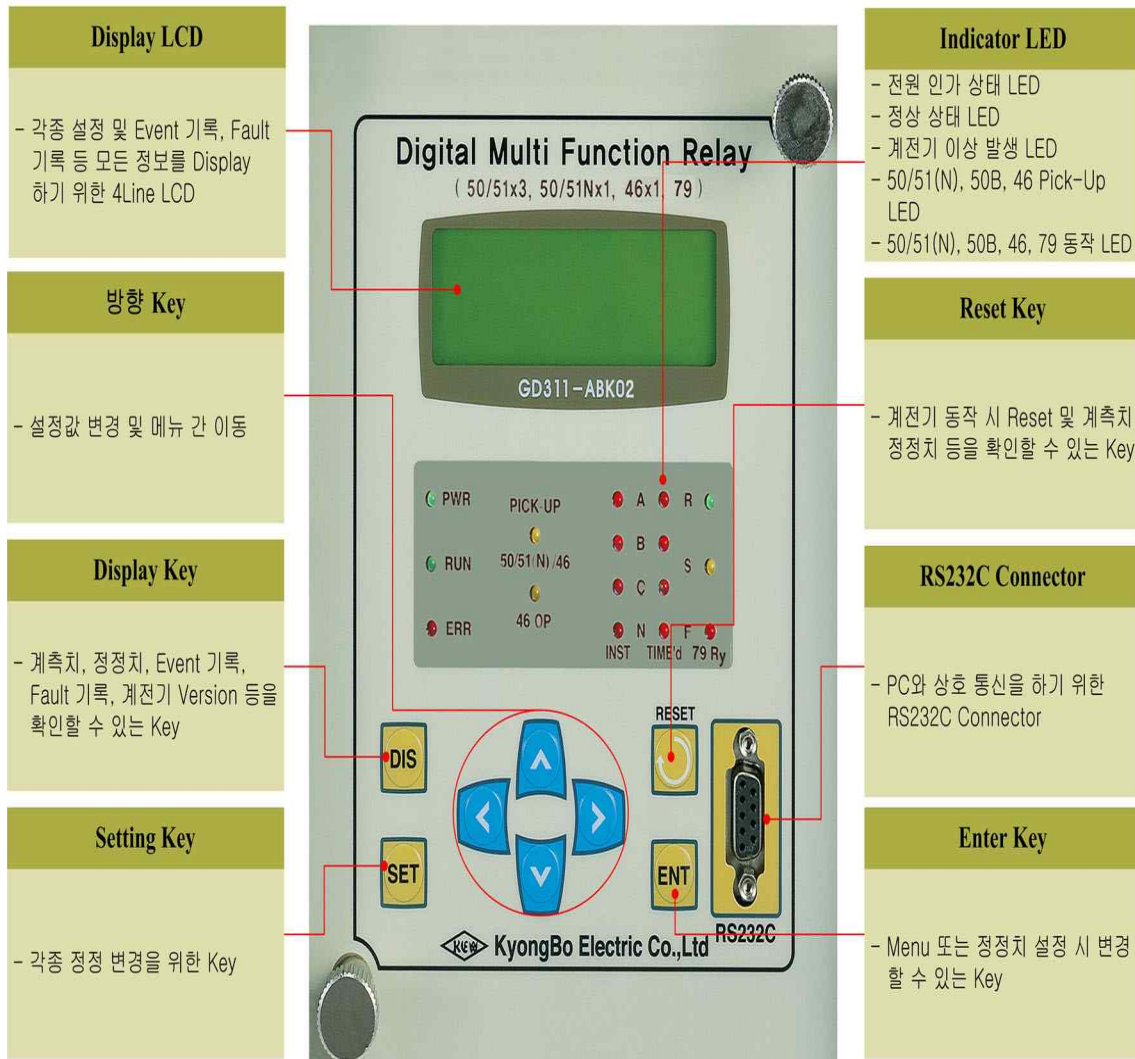 Display LCD
- 각종 설정 및 Event 기록, Fault
기록 등 모든 정보를 Display
하기 위한 4Line LCD
방향 Key
- 설정값 변경 및 메뉴 간 이동
Display Key
- 계측치, 정정치, Event 기록,
Fault 기록, 계전기 Version 등을
확인할 수 있는 Key
Setting Key
- 각종 정정 변경을 위한 Key
Digital Multi Function Relay
( 50/51x3, 50/51Nx1, 46x1, 79 )
GD311-ABK02
PWR
RUN
ERR
PICK-UP
50/51(N)/46
46 OP
A R
B
S
C
N F
INST TIME'd 79 Ry
DIS
SET
RESET
ENT
RS232C
KEW KyongBo Electric Co.,Ltd
Indicator LED
- 전원 인가 상태 LED
- 정상 상태 LED
- 계전기 이상 발생 LED
- 50/51(N), 50B, 46 Pick-Up
LED
- 50/51(N), 50B, 46, 79 동작 LED
Reset Key
- 계전기 동작 시 Reset 및 계측치
정정치 등을 확인할 수 있는 Key
RS232C Connector
- PC와 상호 통신을 하기 위한
RS232C Connector
Enter Key
- Menu 또는 정정치 설정 시 변경
할 수 있는 Key